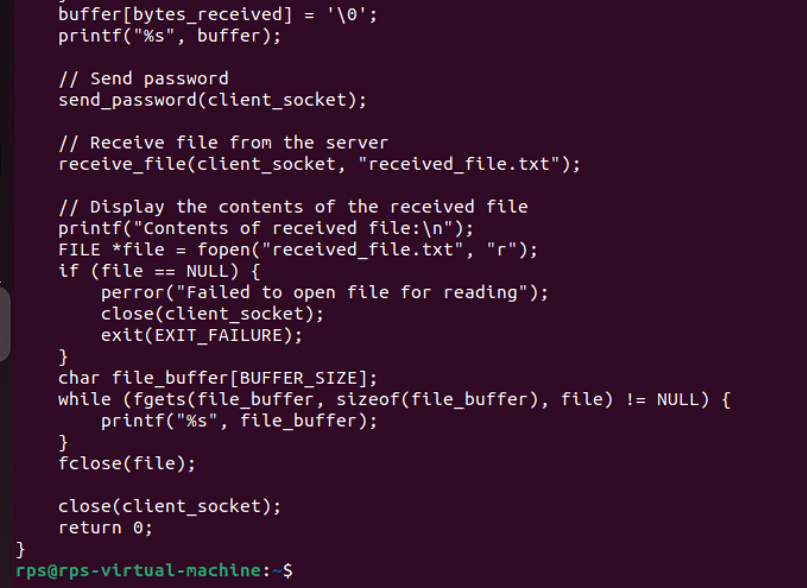 buffer[bytes_received] = '\0';
printf("%s", buffer);
// Send password
send_password(client_socket);
// Receive file from the server
receive_file(client_socket, "received_file.txt");
// Display the contents of the received file
printf("Contents of received file:\n");
FILE *file = fopen("received_file.txt", "r");
if (file == NULL) {
perror("Failed to open file for reading");
close(client_socket);
exit(EXIT_FAILURE);
}
char file_buffer[BUFFER_SIZE];
while (fgets(file_buffer, sizeof(file_buffer), file) != NULL) {
printf("%s", file_buffer);
}
fclose(file);
close(client_socket);
return 0;
}
rps@rps-virtual-machine:~$